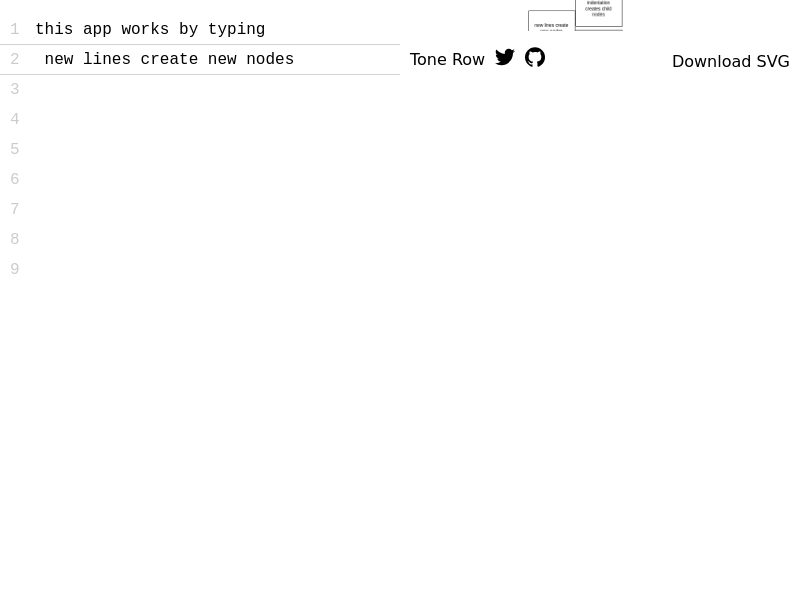 1 this app works by typing
2 new lines create new nodes
3
4
5
6
7
8
9
indentation
creates child
nodes
new lines create
Tone Row
Download SVG